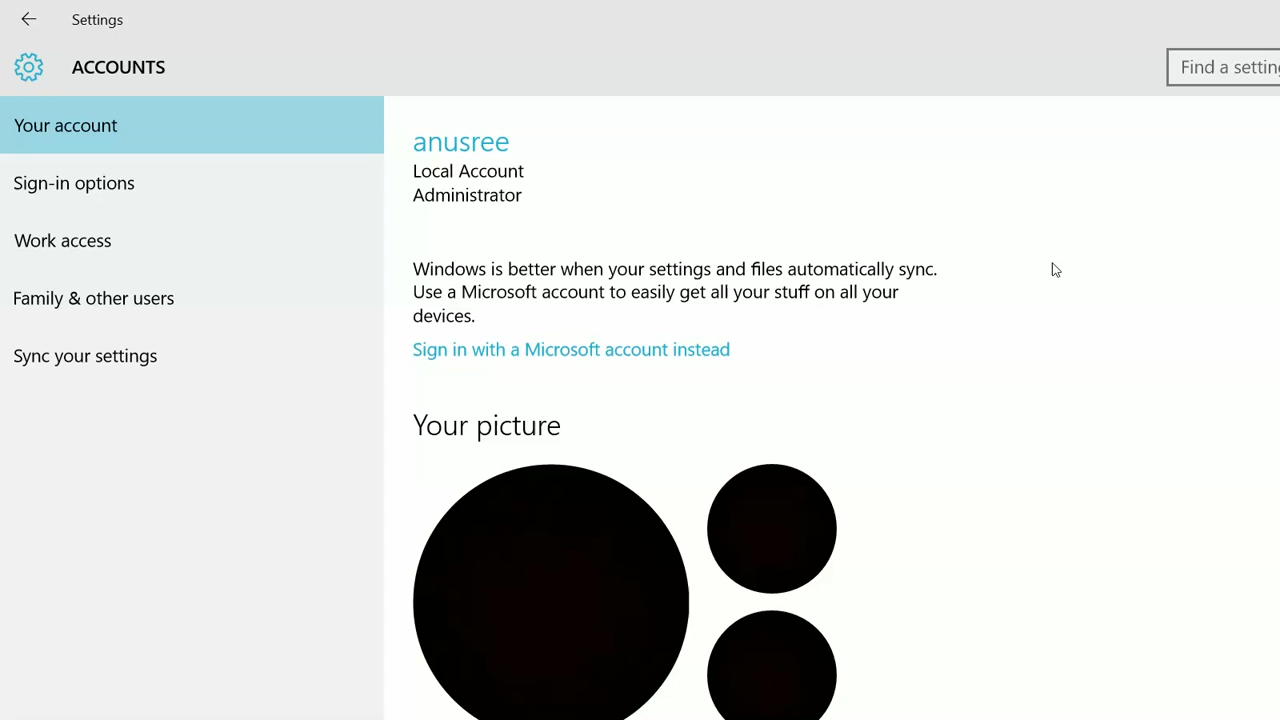 Settings
ACCOUNTS
Find a settin
Your account
Sign-in options
Work access
Family & other users
Sync your settings
anusree
Local Account
Administrator
Windows is better when your settings and files automatically sync.
Use a Microsoft account to easily get all your stuff on all your
devices.
Sign in with a Microsoft account instead
Your picture